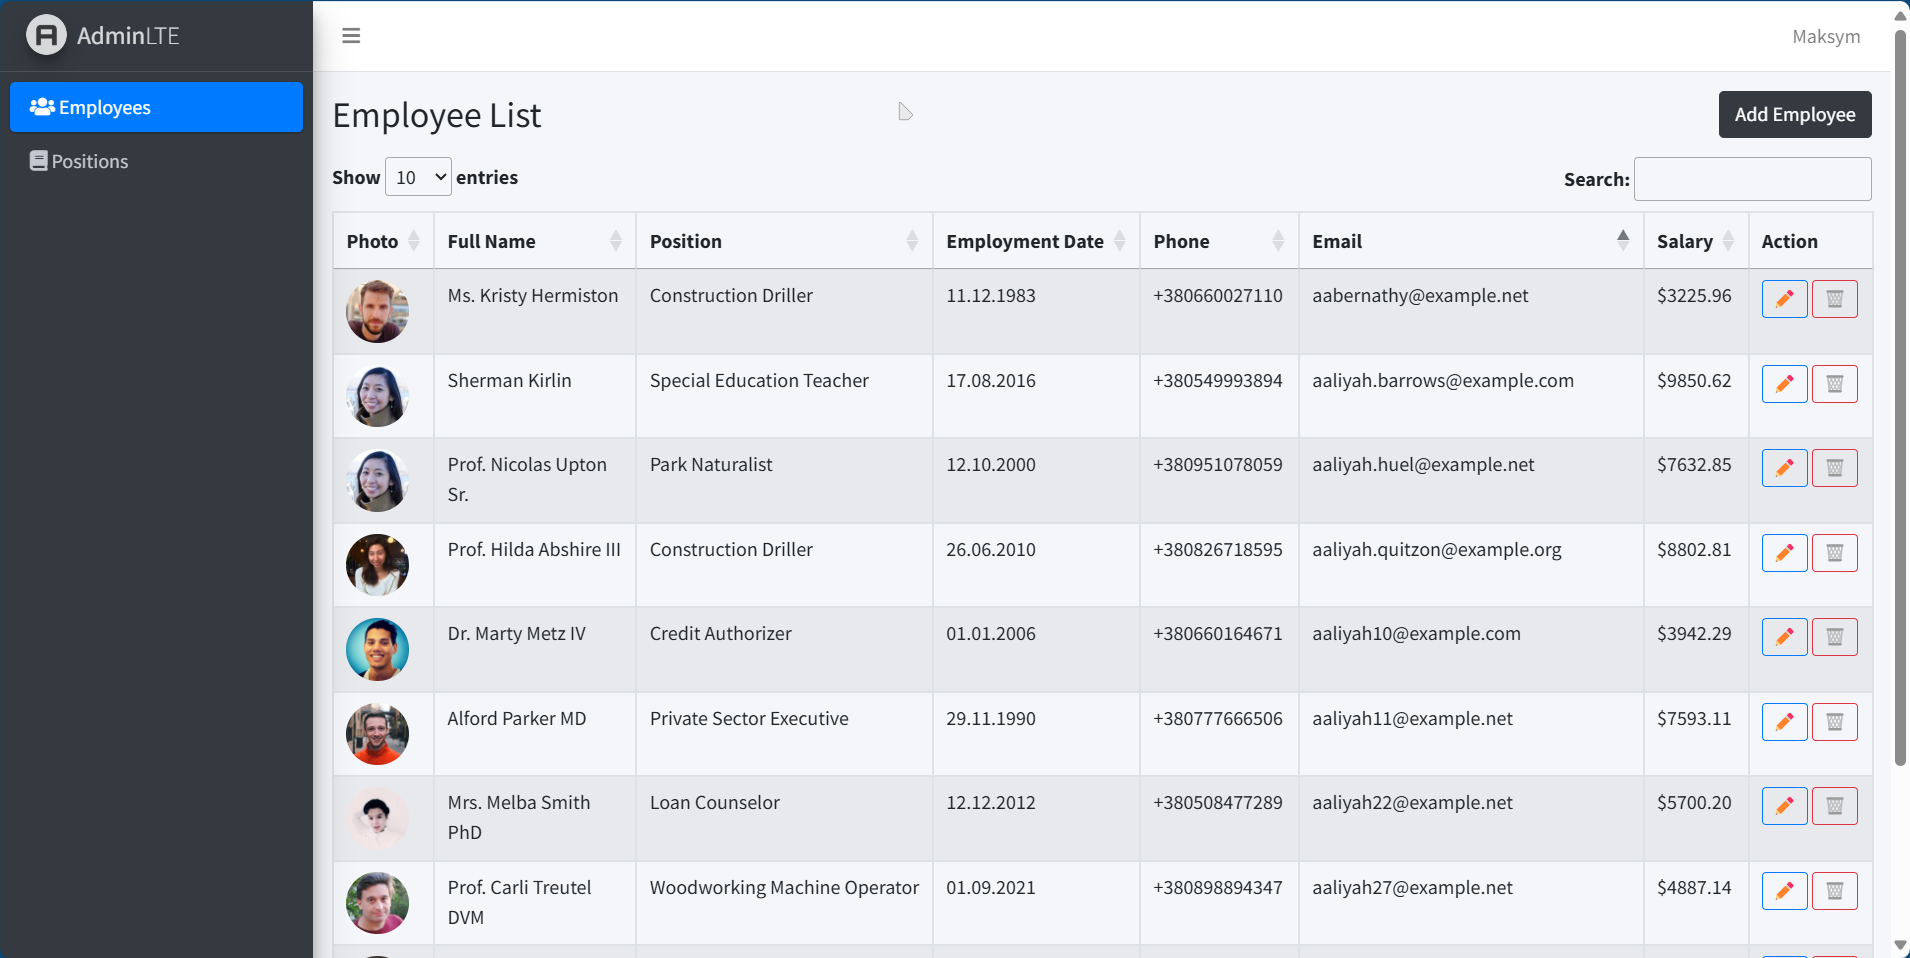 AdminLTE
Maksym
Employees
Positions
Employee List
Add Employee
Show 10 entries
Search:
Photo Full Name Position Employment Date Phone Email Salary Action
Ms. Kristy Hermiston Construction Driller 11.12.1983 +380660027110 aabernathy@example.net $3225.96
Sherman Kirlin Special Education Teacher 17.08.2016 +380549993894 aaliyah.barrows@example.com $9850.62
Prof. Nicolas Upton Park Naturalist 12.10.2000 +380951078059 aaliyah.huel@example.net $7632.85
Sr.
Prof. Hilda Abshire III Construction Driller 26.06.2010 +380826718595 aaliyah.quitzon@example.org $8802.81
Dr. Marty Metz IV Credit Authorizer 01.01.2006 +380660164671 aaliyah10@example.com $3942.29
Alford Parker MD Private Sector Executive 29.11.1990 +380777666506 aaliyah11@example.net $7593.11
Mrs. Melba Smith Loan Counselor 12.12.2012 +380508477289 aaliyah22@example.net $5700.20
PhD
Prof. Carli Treutel Woodworking Machine Operator 01.09.2021 +380898894347 aaliyah27@example.net $4887.14
DVM